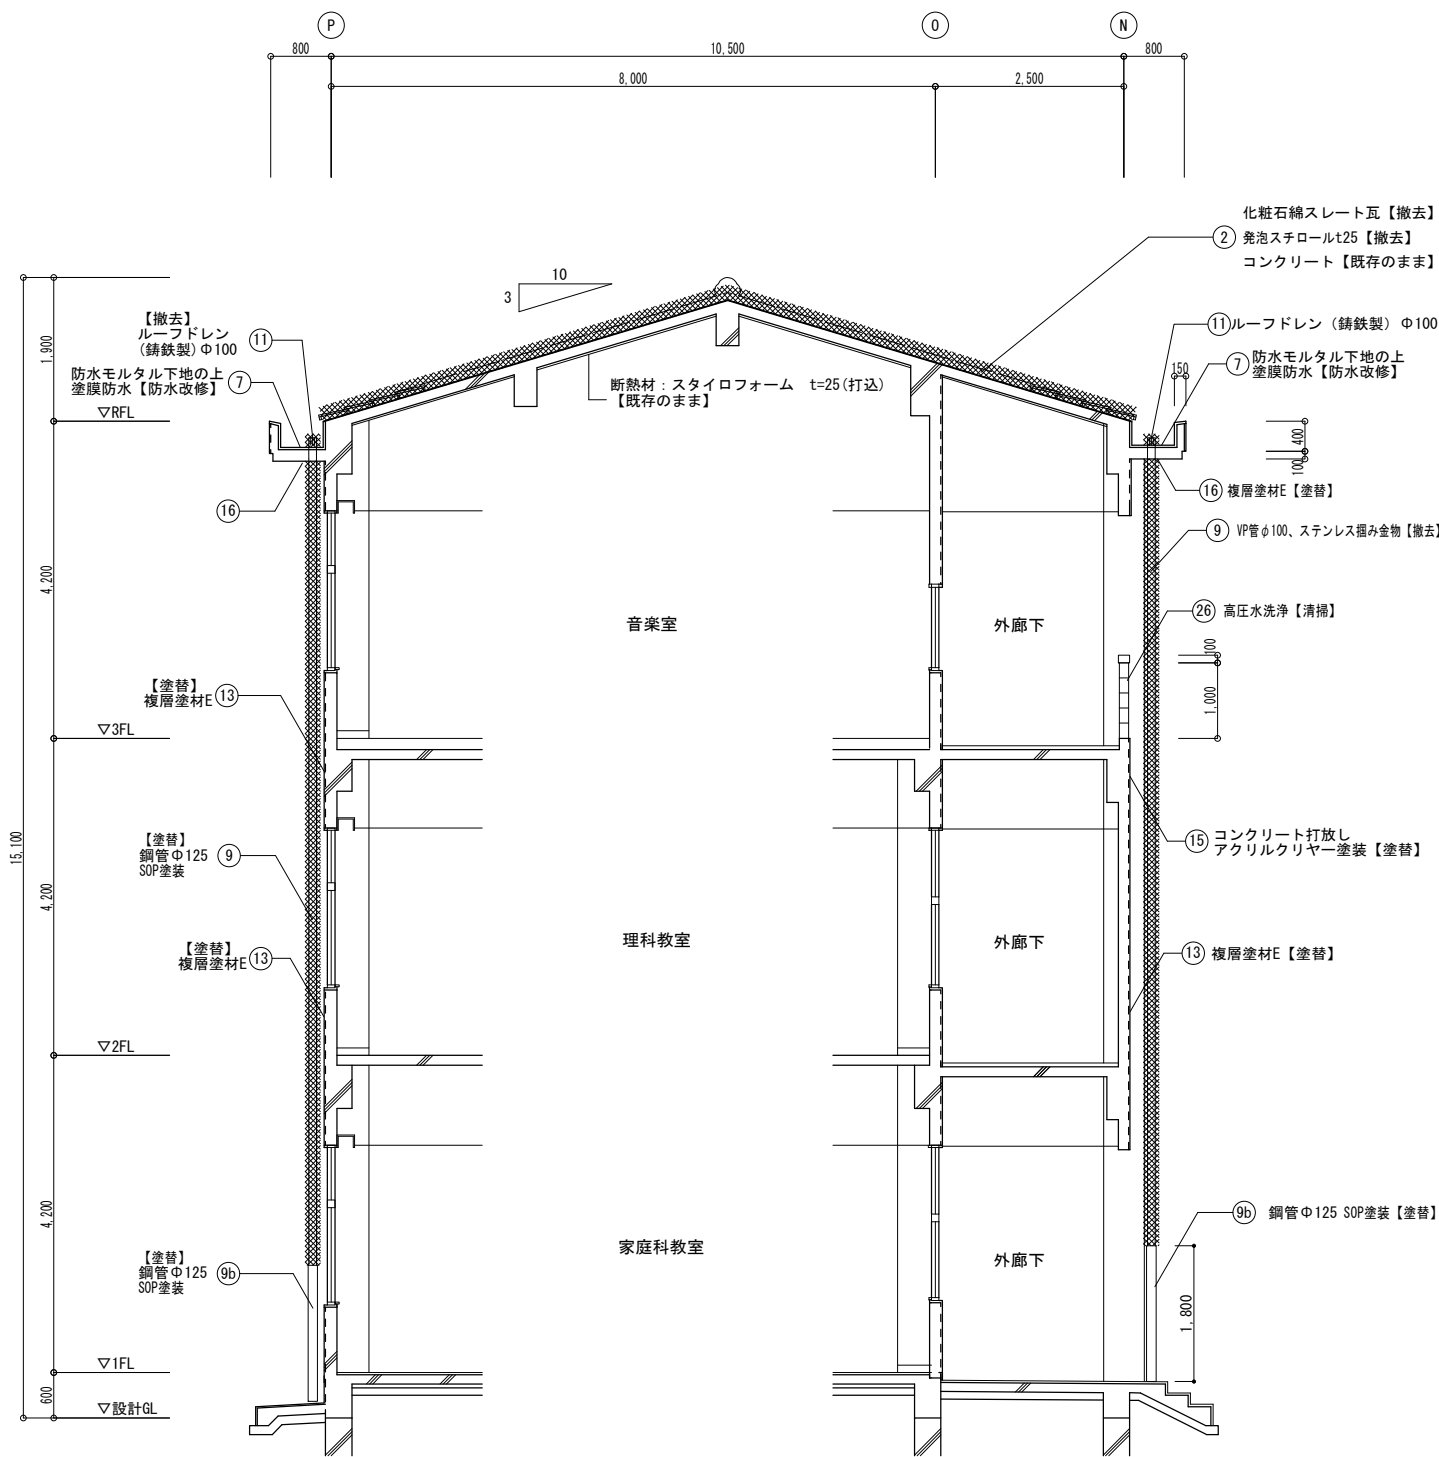 P
O
N
800
10,500
800
8,000
2,500
化粧石綿スレート瓦【撤去】
2
発泡スチロールt25【撤去】
コンクリート【既存のまま】
10
3
【撤去】
ルーフドレン
(鋳鉄製)Φ100
11
防水モルタル下地の上
塗膜防水【防水改修】
7
断熱材：スタイロフォーム t=25(打込)
【既存のまま】
11
ルーフドレン（鋳鉄製）Φ100
防水モルタル下地の上
塗膜防水【防水改修】
7
150
400
100
16
16
複層塗材E【塗替】
9
VP管φ100、ステンレス掴み金物【撤去】
26
高圧水洗浄【清掃】
100
1,000
音楽室
外廊下
【塗替】
複層塗材E
13
15
コンクリート打放し
アクリルクリヤー塗装【塗替】
【塗替】
鋼管Φ125
SOP塗装
9
【塗替】
複層塗材E
13
理科教室
外廊下
13
複層塗材E【塗替】
9b
鋼管Φ125 SOP塗装【塗替】
【塗替】
鋼管Φ125
SOP塗装
9b
家庭科教室
外廊下
1,800
▽RFL
▽3FL
▽2FL
▽1FL
▽設計GL
1,900
4,200
4,200
4,200
600
15,100